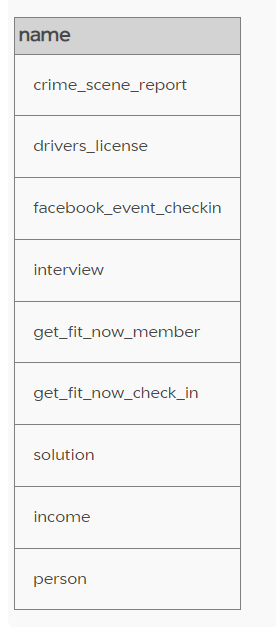 name
crime_scene_report
drivers_license
facebook_event_checkin
interview
get_fit_now_member
get_fit_now_check_in
solution
income
person